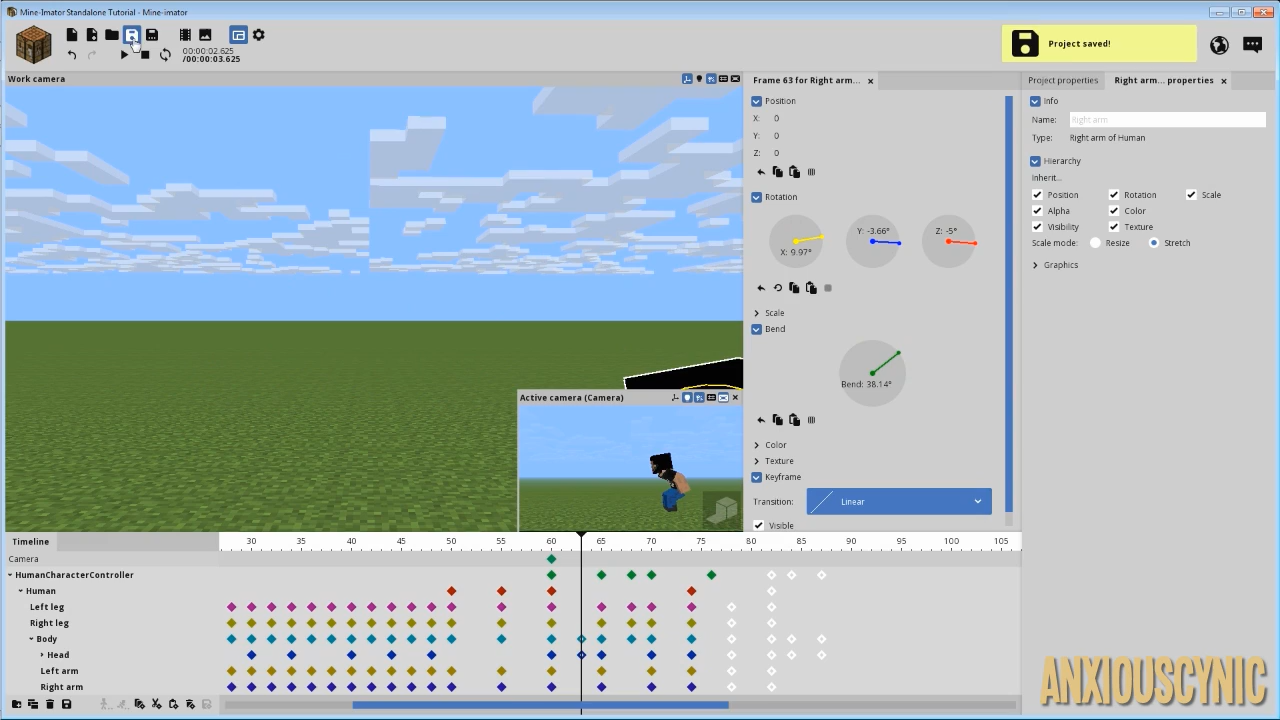 Mine-Imator Standalone Tutorial - Mine-imator
00:00:02.625
/00:00:03.625
Project saved!
Work camera
Frame 63 for Right arm...
Project properties
Right arm... properties
Position
X: 0
Y: 0
Z: 0
Rotation
X: 9.97°
Y: -3.66°
Z: -5°
Scale
Bend
Bend: 38.14°
Color
Texture
Keyframe
Transition: Linear
Visible
Info
Name: Right arm
Type: Right arm of Human
Hierarchy
Inherit...
Position Rotation Scale
Alpha Color
Visibility Texture
Scale mode: Resize Stretch
Graphics
Active camera (Camera)
Timeline
30 35 40 45 50 55 60 65 70 75 80 85 90 95 100 105
Camera
HumanCharacterController
Human
Left leg
Right leg
Body
Head
Left arm
Right arm
ANXIOUSCYNIC